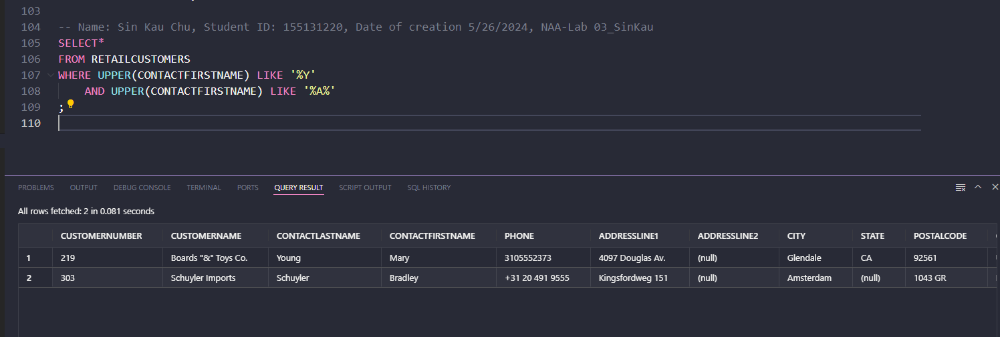 103
104 -- Name: Sin Kau Chu, Student ID: 155131220, Date of creation 5/26/2024, NAA-Lab 03_SinKau
105 SELECT*
106 FROM RETAILCUSTOMERS
107 WHERE UPPER(CONTACTFIRSTNAME) LIKE '%Y'
108 AND UPPER(CONTACTFIRSTNAME) LIKE '%A%'
109 ;
110
PROBLEMS OUTPUT DEBUG CONSOLE TERMINAL PORTS QUERY RESULT SCRIPT OUTPUT SQL HISTORY
All rows fetched: 2 in 0.081 seconds
CUSTOMERNUMBER CUSTOMERNAME CONTACTLASTNAME CONTACTFIRSTNAME PHONE ADDRESSLINE1 ADDRESSLINE2 CITY STATE POSTALCODE
1 219 Boards "&" Toys Co. Young Mary 3105552373 4097 Douglas Av. (null) Glendale CA 92561
2 303 Schuyler Imports Schuyler Bradley +31 20 491 9555 Kingsfordweg 151 (null) Amsterdam (null) 1043 GR